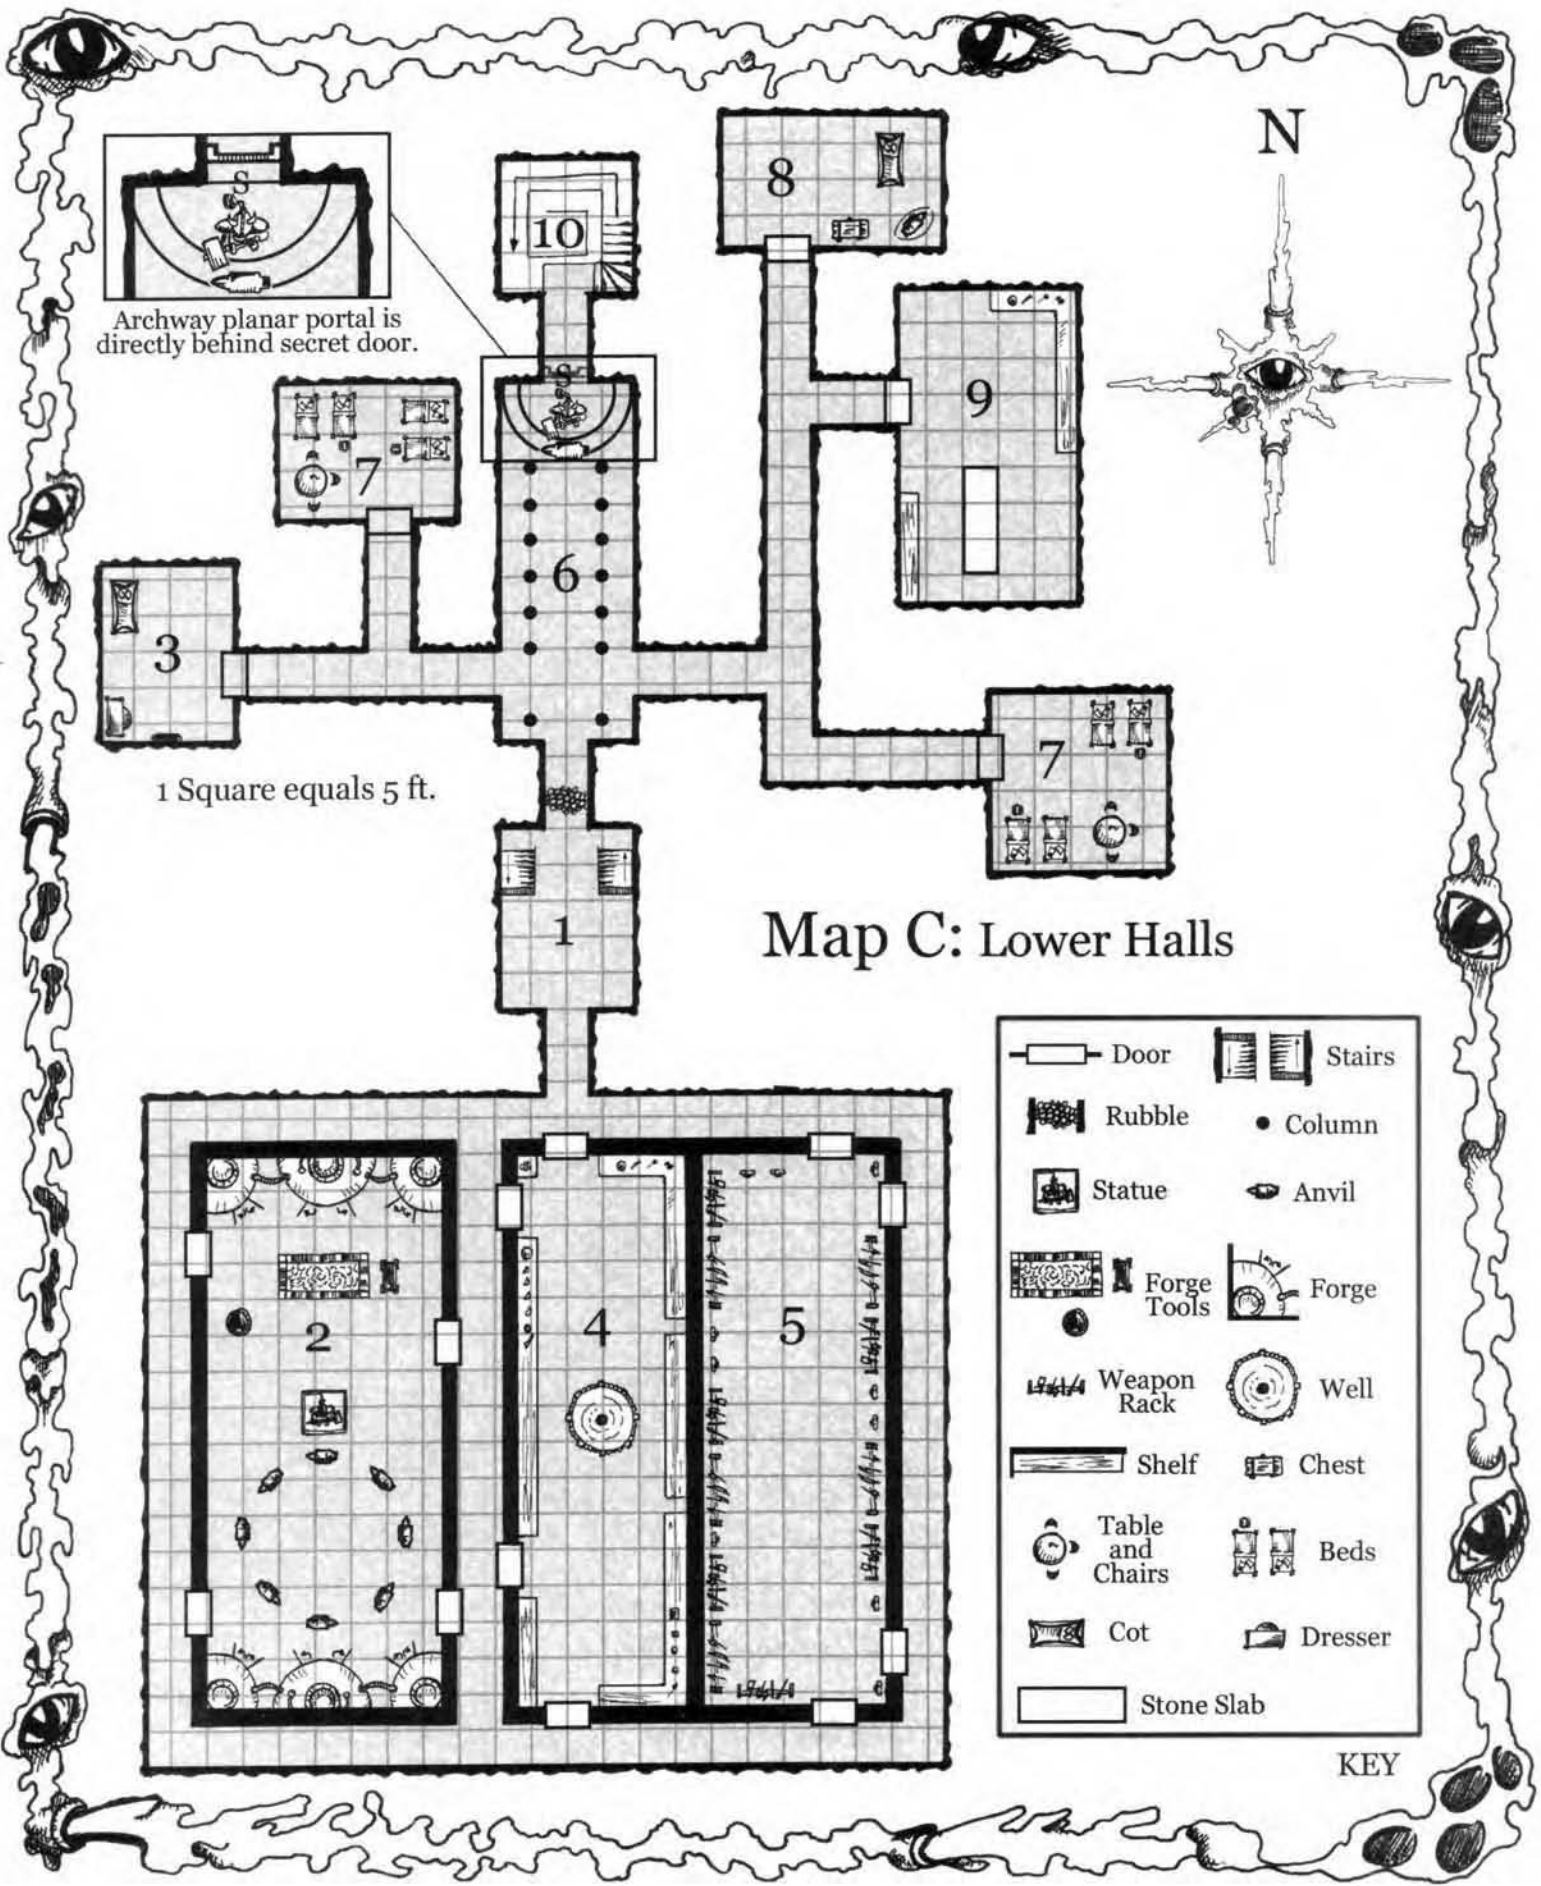 N
8
10
S
Archway planar portal is
directly behind secret door.
S
9
7
6
3
7
1 Square equals 5 ft.
1
Map C: Lower Halls
Door
Stairs
Rubble
Column
Statue
Anvil
Forge
Tools
Forge
Weapon
Rack
Well
Shelf
Chest
Table
and
Chairs
Beds
Cot
Dresser
Stone Slab
KEY
2
4
5